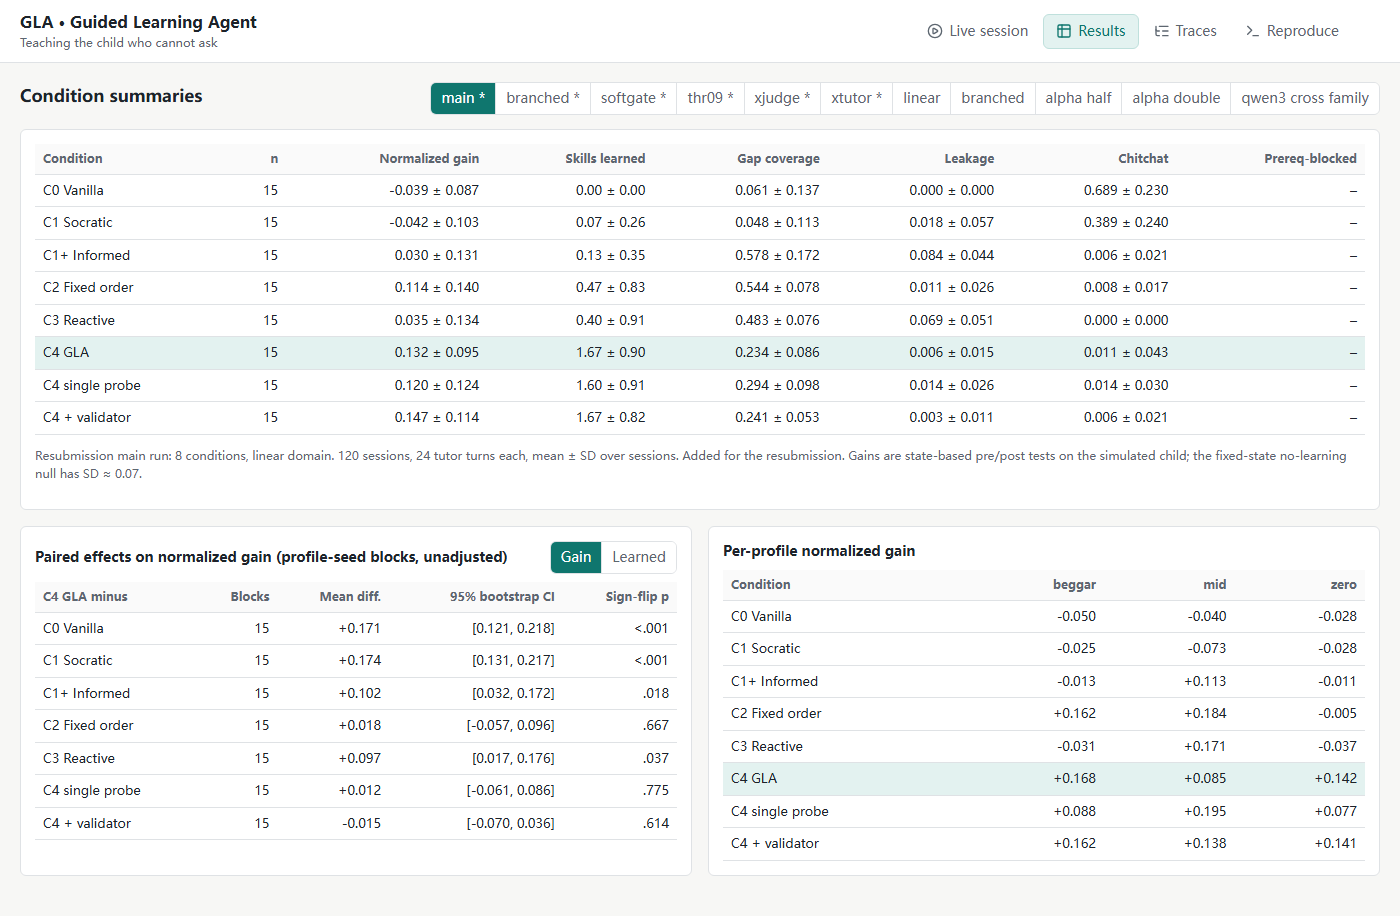 GLA • Guided Learning Agent
Teaching the child who cannot ask
Live session Results Traces Reproduce
Condition summaries
main * branched * softgate * thr09 * xjudge * xtutor * linear branched alpha half alpha double qwen3 cross family
Condition n Normalized gain Skills learned Gap coverage Leakage Chitchat Prereq-blocked
C0 Vanilla 15 -0.039 ± 0.087 0.00 ± 0.00 0.061 ± 0.137 0.000 ± 0.000 0.689 ± 0.230 –
C1 Socratic 15 -0.042 ± 0.103 0.07 ± 0.26 0.048 ± 0.113 0.018 ± 0.057 0.389 ± 0.240 –
C1+ Informed 15 0.030 ± 0.131 0.13 ± 0.35 0.578 ± 0.172 0.084 ± 0.044 0.006 ± 0.021 –
C2 Fixed order 15 0.114 ± 0.140 0.47 ± 0.83 0.544 ± 0.078 0.011 ± 0.026 0.008 ± 0.017 –
C3 Reactive 15 0.035 ± 0.134 0.40 ± 0.91 0.483 ± 0.076 0.069 ± 0.051 0.000 ± 0.000 –
C4 GLA 15 0.132 ± 0.095 1.67 ± 0.90 0.234 ± 0.086 0.006 ± 0.015 0.011 ± 0.043 –
C4 single probe 15 0.120 ± 0.124 1.60 ± 0.91 0.294 ± 0.098 0.014 ± 0.026 0.014 ± 0.030 –
C4 + validator 15 0.147 ± 0.114 1.67 ± 0.82 0.241 ± 0.053 0.003 ± 0.011 0.006 ± 0.021 –
Resubmission main run: 8 conditions, linear domain. 120 sessions, 24 tutor turns each, mean ± SD over sessions. Added for the resubmission. Gains are state-based pre/post tests on the simulated child; the fixed-state no-learning
null has SD ≈ 0.07.
Paired effects on normalized gain (profile-seed blocks, unadjusted) Gain Learned
C4 GLA minus Blocks Mean diff. 95% bootstrap CI Sign-flip p
C0 Vanilla 15 +0.171 [0.121, 0.218] <.001
C1 Socratic 15 +0.174 [0.131, 0.217] <.001
C1+ Informed 15 +0.102 [0.032, 0.172] .018
C2 Fixed order 15 +0.018 [-0.057, 0.096] .667
C3 Reactive 15 +0.097 [0.017, 0.176] .037
C4 single probe 15 +0.012 [-0.061, 0.086] .775
C4 + validator 15 -0.015 [-0.070, 0.036] .614
Per-profile normalized gain
Condition beggar mid zero
C0 Vanilla -0.050 -0.040 -0.028
C1 Socratic -0.025 -0.073 -0.028
C1+ Informed -0.013 +0.113 -0.011
C2 Fixed order +0.162 +0.184 -0.005
C3 Reactive -0.031 +0.171 -0.037
C4 GLA +0.168 +0.085 +0.142
C4 single probe +0.088 +0.195 +0.077
C4 + validator +0.162 +0.138 +0.141